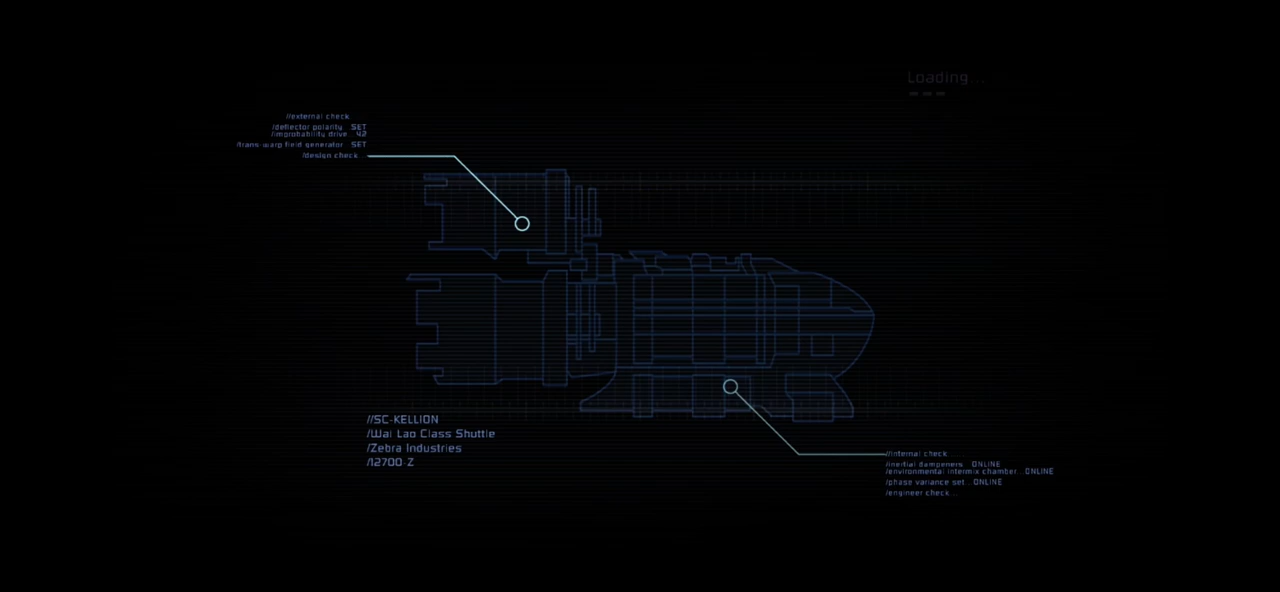 Loading...
//external check
/deflector polarity SET
/improbability drive 42
/trans-warp field generator SET
/design check
//SC-KELLION
/Wai Lao Class Shuttle
/Zebra Industries
/12700-Z
//internal check ...
/inertial dampeners ONLINE
/environmental intermix chamber... ONLINE
/phase variance set... ONLINE
/engineer check...